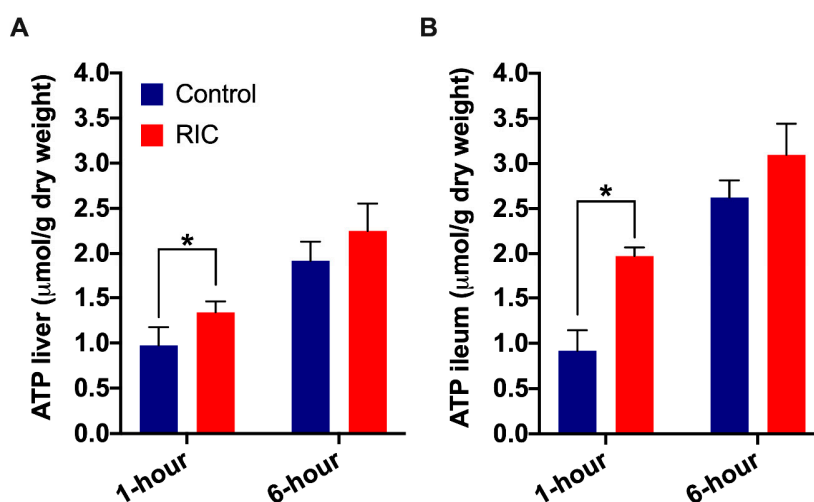 A
ATP liver (µmol/g dry weight)
4.0
3.5
3.0
2.5
2.0
1.5
1.0
0.5
0.0
Control
RIC
*
1-hour
6-hour
B
ATP ileum (µmol/g dry weight)
4.0
3.5
3.0
2.5
2.0
1.5
1.0
0.5
0.0
*
1-hour
6-hour